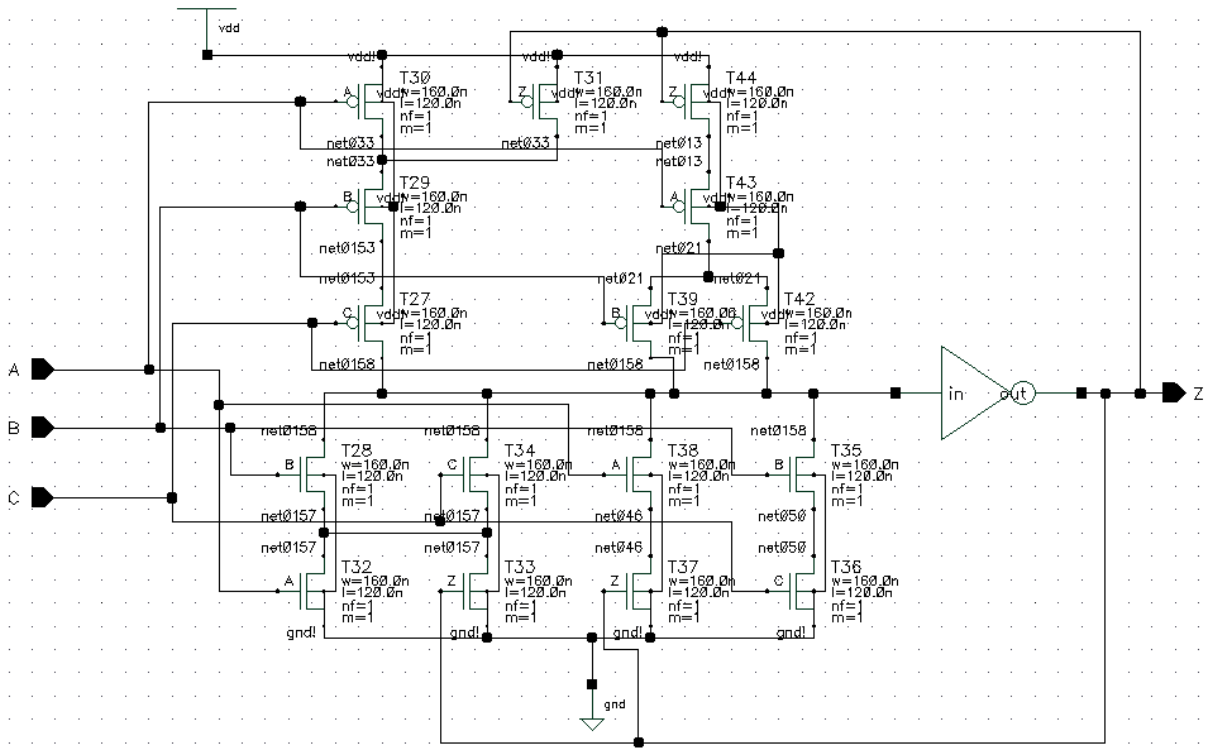 vdd
vdd! vdd! vdd!
T30 T31 T44
A vdd! w=160.0n Z vdd! w=160.0n Z vdd! w=160.0n
l=120.0n l=120.0n l=120.0n
nf=1 nf=1 nf=1
m=1 m=1 m=1
net033 net033 net013
net033 net013
T29 T43
B vdd! w=160.0n A vdd! w=160.0n
l=120.0n l=120.0n
nf=1 nf=1
m=1 m=1
net0153 net021
net0153 net021 net021
T27 T39 T42
C vdd! w=160.0n B vdd! w=160.0n vdd! w=160.0n
l=120.0n l=120.0n l=120.0n
nf=1 nf=1 nf=1
m=1 m=1 m=1
net0158 net0158 net0158
A
in out Z
B
net0158 net0158 net0158 net0158
T28 T34 T38 T35
B w=160.0n C w=160.0n A w=160.0n B w=160.0n
l=120.0n l=120.0n l=120.0n l=120.0n
nf=1 nf=1 nf=1 nf=1
m=1 m=1 m=1 m=1
C
net0157 net0157 net046 net050
net0157 net0157 net046 net050
T32 T33 T37 T36
A w=160.0n Z w=160.0n Z w=160.0n C w=160.0n
l=120.0n l=120.0n l=120.0n l=120.0n
nf=1 nf=1 nf=1 nf=1
m=1 m=1 m=1 m=1
gnd! gnd! gnd! gnd!
gnd